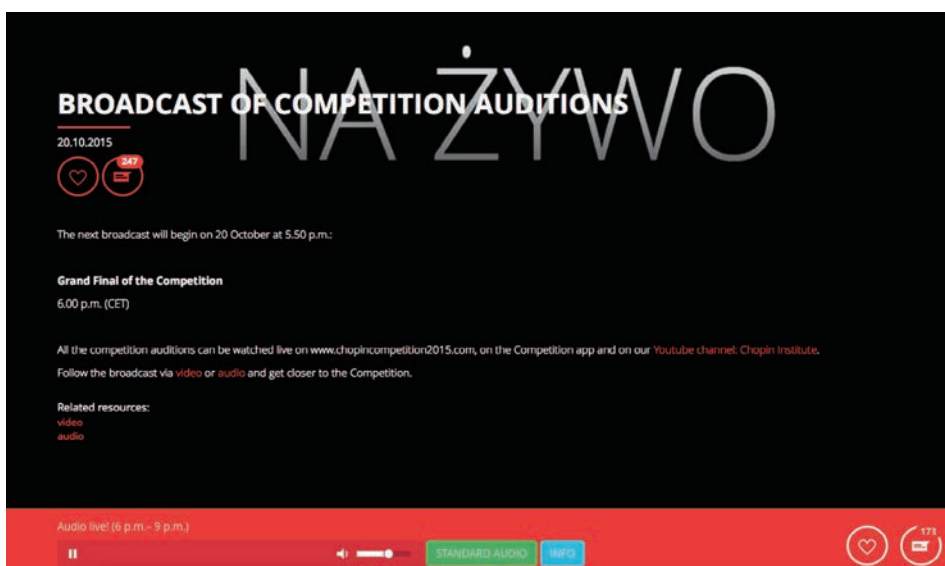 NA ŻYWO
BROADCAST OF COMPETITION AUDITIONS
20.10.2015
247
The next broadcast will begin on 20 October at 5.50 p.m.:
Grand Final of the Competition
6.00 p.m. (CET)
All the competition auditions can be watched live on www.chopincompetition2015.com, on the Competition app and on our Youtube channel: Chopin Institute.
Follow the broadcast via video or audio and get closer to the Competition.
Related resources:
video
audio
Audio live! (6 p.m.– 9 p.m.)
STANDARD AUDIO INFO
173